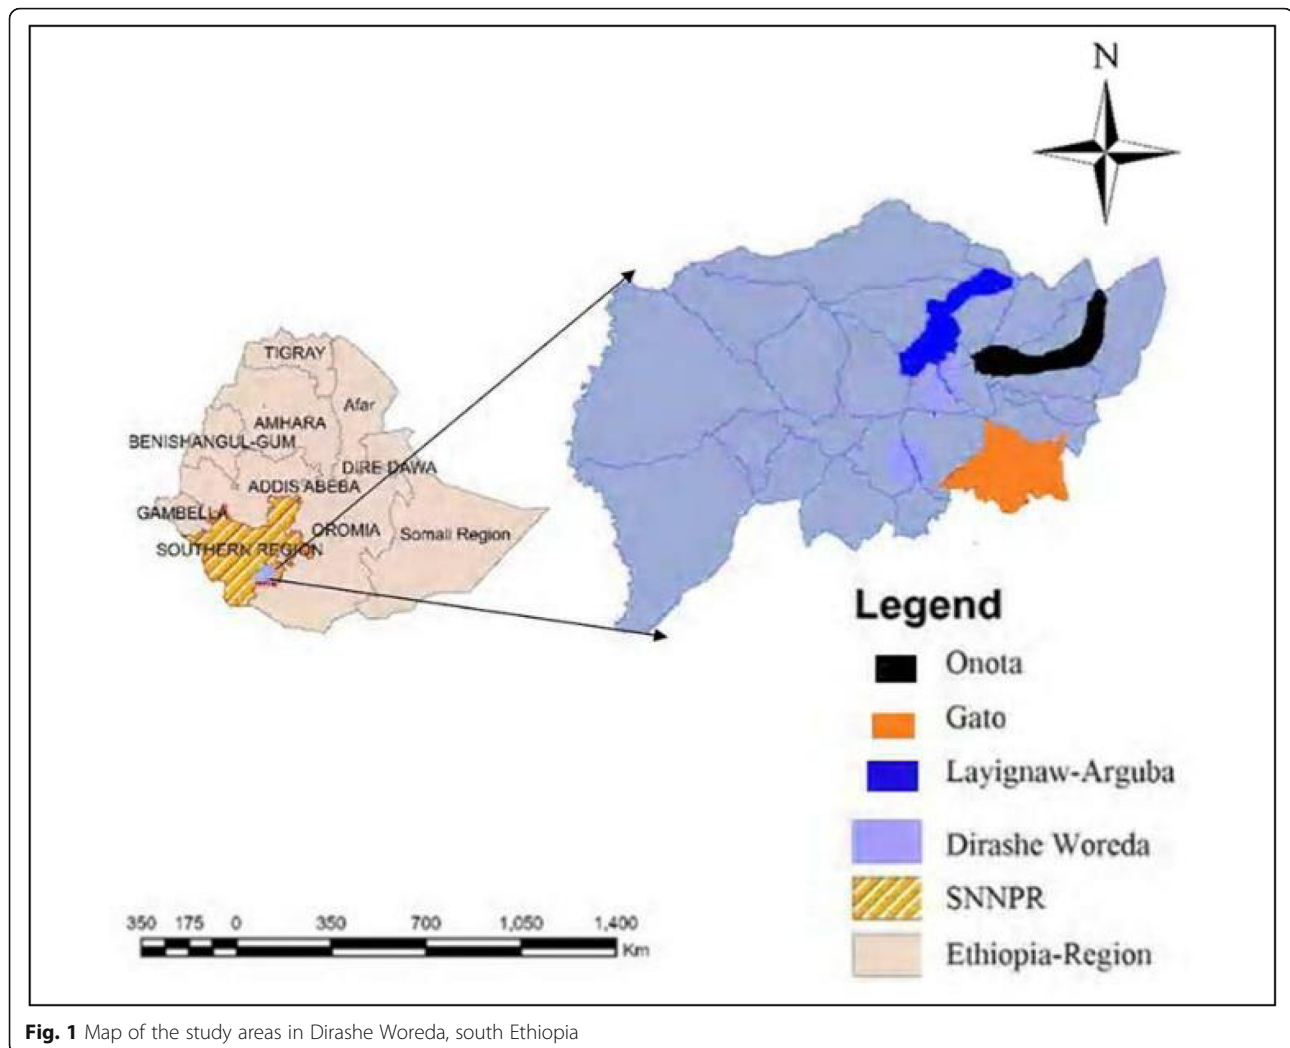 N
TIGRAY
Afar
AMHARA
BENISHANGUL-GUM
DIRE DAWA
ADDIS ABEBA
GAMBELLA
OROMIA
Somali Region
SOUTHERN REGION
Legend
Onota
Gato
Layignaw-Arguba
Dirashe Woreda
SNNPR
Ethiopia-Region
350 175 0 350 700 1,050 1,400
Km
Fig. 1 Map of the study areas in Dirashe Woreda, south Ethiopia